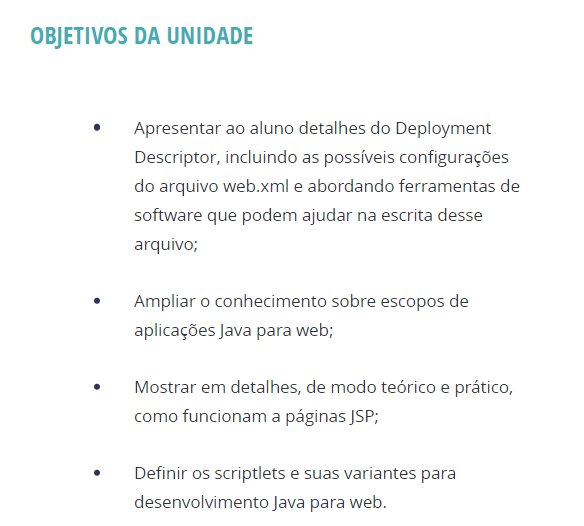 OBJETIVOS DA UNIDADE
• Apresentar ao aluno detalhes do Deployment
Descriptor, incluindo as possíveis configurações
do arquivo web.xml e abordando ferramentas de
software que podem ajudar na escrita desse
arquivo;
• Ampliar o conhecimento sobre escopos de
aplicações Java para web;
• Mostrar em detalhes, de modo teórico e prático,
como funcionam a páginas JSP;
• Definir os scriptlets e suas variantes para
desenvolvimento Java para web.